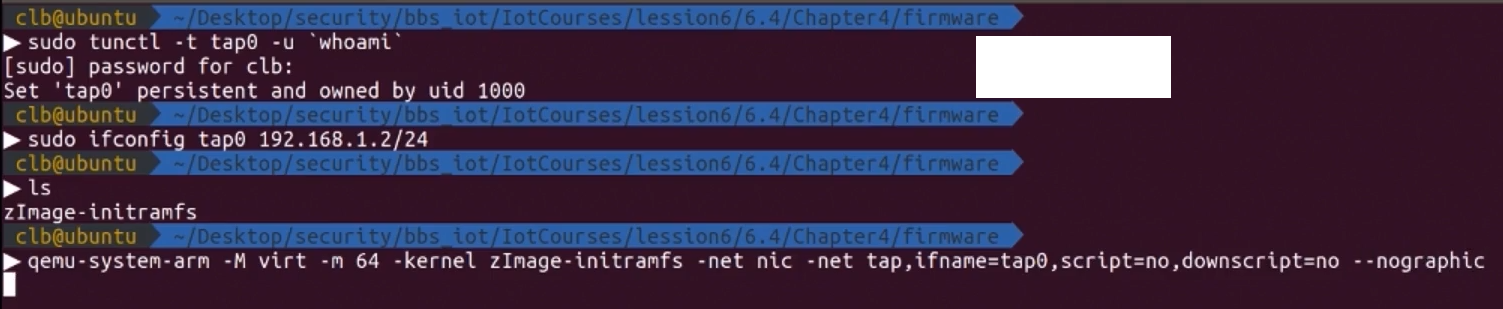 clb@ubuntu ~/Desktop/security/bbs_iot/IotCourses/lession6/6.4/Chapter4/firmware
▶ sudo tunctl -t tap0 -u `whoami`
[sudo] password for clb:
Set 'tap0' persistent and owned by uid 1000
clb@ubuntu ~/Desktop/security/bbs_iot/IotCourses/lession6/6.4/Chapter4/firmware
▶ sudo ifconfig tap0 192.168.1.2/24
clb@ubuntu ~/Desktop/security/bbs_iot/IotCourses/lession6/6.4/Chapter4/firmware
▶ ls
zImage-initramfs
clb@ubuntu ~/Desktop/security/bbs_iot/IotCourses/lession6/6.4/Chapter4/firmware
▶ qemu-system-arm -M virt -m 64 -kernel zImage-initramfs -net nic -net tap,ifname=tap0,script=no,downscript=no --nographic